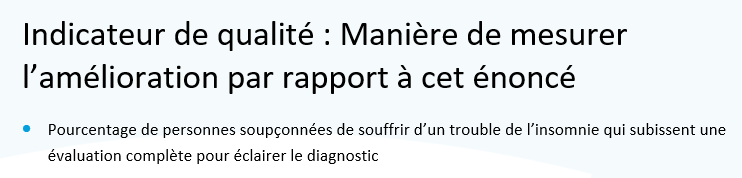 Indicateur de qualité : Manière de mesurer
l’amélioration par rapport à cet énoncé
• Pourcentage de personnes soupçonnées de souffrir d’un trouble de l’insomnie qui subissent une
évaluation complète pour éclairer le diagnostic